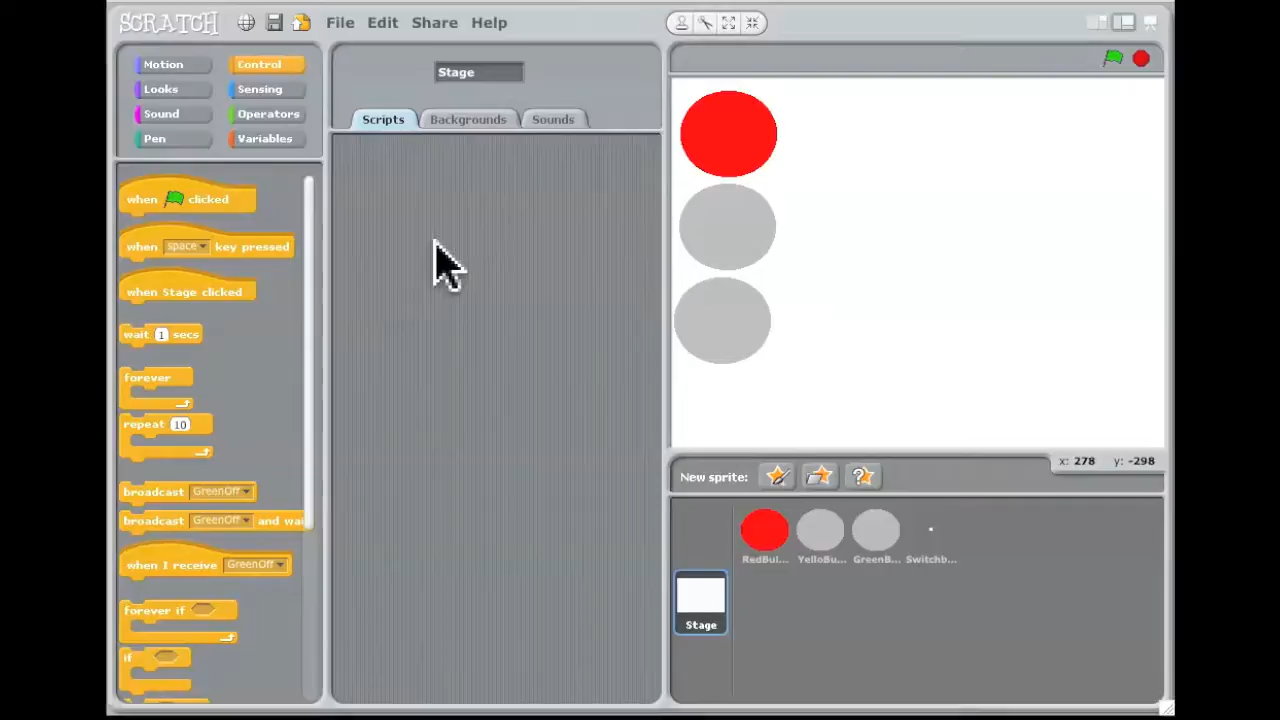 SCRATCH File Edit Share Help
Motion Control
Looks Sensing
Sound Operators
Pen Variables
Stage
Scripts Backgrounds Sounds
when clicked
when space key pressed
when Stage clicked
wait 1 secs
forever
repeat 10
broadcast GreenOff
broadcast GreenOff and wai
when I receive GreenOff
forever if
if
x: 278 y: -298
New sprite:
RedBul... YelloBu... GreenB... Switchb...
Stage